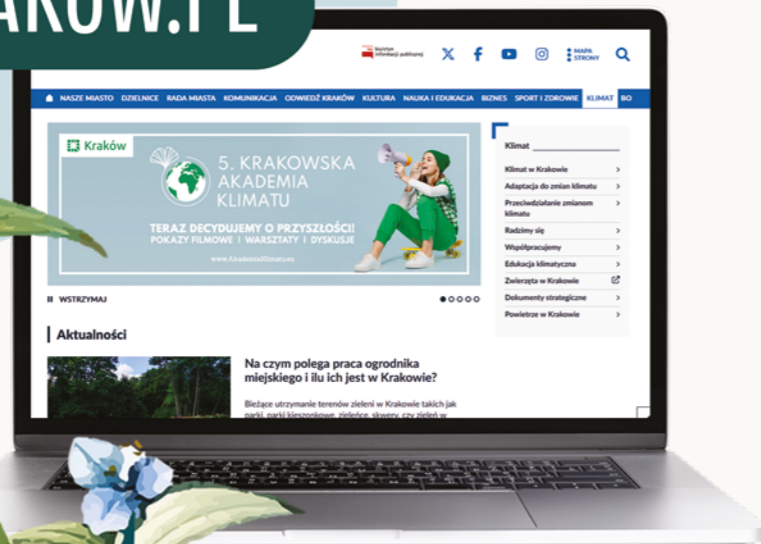 AKÓW.PL
biuletyn
informacji publicznej
MAPA
STRONY
NASZE MIASTO DZIELNICE RADA MIASTA KOMUNIKACJA ODWIEDŹ KRAKÓW KULTURA NAUKA I EDUKACJA BIZNES SPORT I ZDROWIE KLIMAT BO
Kraków
5. KRAKOWSKA
AKADEMIA
KLIMATU
TERAZ DECYDUJEMY O PRZYSZŁOŚCI!
POKAZY FILMOWE I WARSZTATY I DYSKUSJE
www.AkademiaKlimatu.eu
WSTRZYMAJ
Klimat
Klimat w Krakowie
Adaptacja do zmian klimatu
Przeciwdziałanie zmianom
klimatu
Radzimy się
Współpracujemy
Edukacja klimatyczna
Zwierzęta w Krakowie
Dokumenty strategiczne
Powietrze w Krakowie
Aktualności
Na czym polega praca ogrodnika
miejskiego i ilu ich jest w Krakowie?
Bieżące utrzymanie terenów zieleni w Krakowie takich jak
parki, parki kieszonkowe, zieleńce, skwery, czy zieleń w